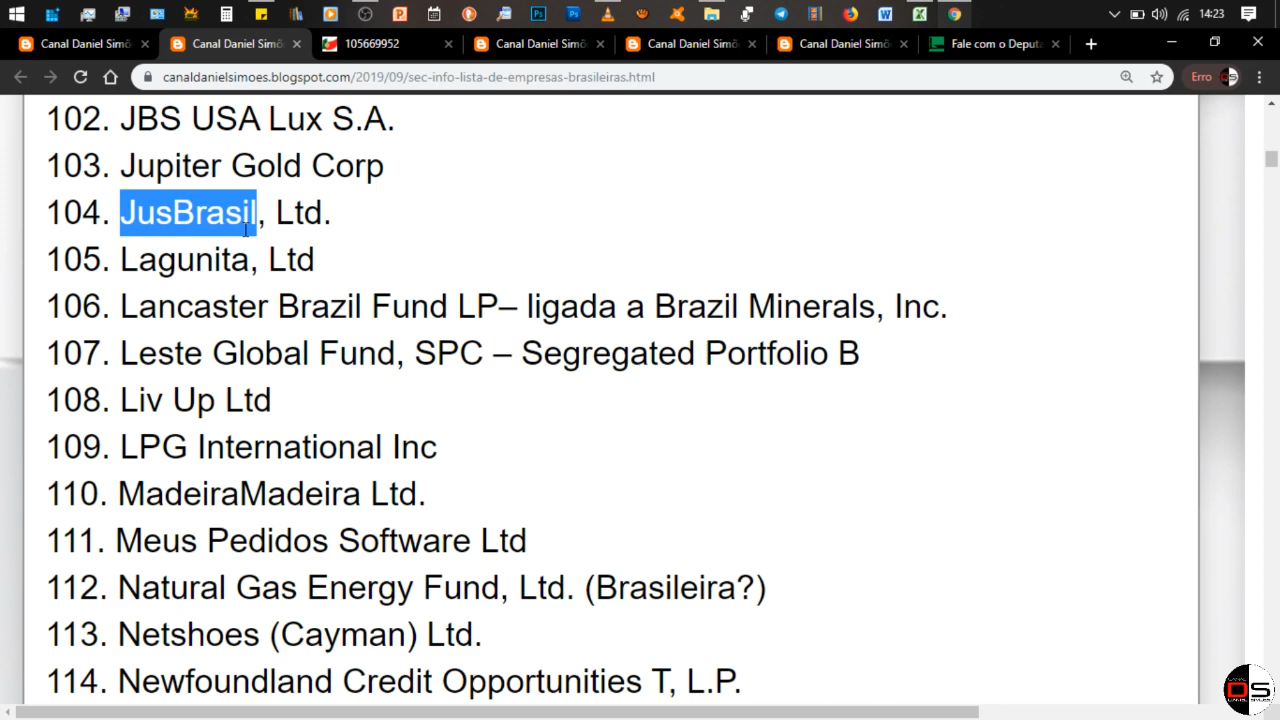 14:23
Canal Daniel Simõ
Canal Daniel Simõ
105669952
Canal Daniel Simõ
Canal Daniel Simõ
Canal Daniel Simõ
Fale com o Deputa
canaldanielsimoes.blogspot.com/2019/09/sec-info-lista-de-empresas-brasileiras.html
Erro
102. JBS USA Lux S.A.
103. Jupiter Gold Corp
104. JusBrasil, Ltd.
105. Lagunita, Ltd
106. Lancaster Brazil Fund LP– ligada a Brazil Minerals, Inc.
107. Leste Global Fund, SPC – Segregated Portfolio B
108. Liv Up Ltd
109. LPG International Inc
110. MadeiraMadeira Ltd.
111. Meus Pedidos Software Ltd
112. Natural Gas Energy Fund, Ltd. (Brasileira?)
113. Netshoes (Cayman) Ltd.
114. Newfoundland Credit Opportunities T, L.P.
CANAL
DS
DANIEL SIMÕES